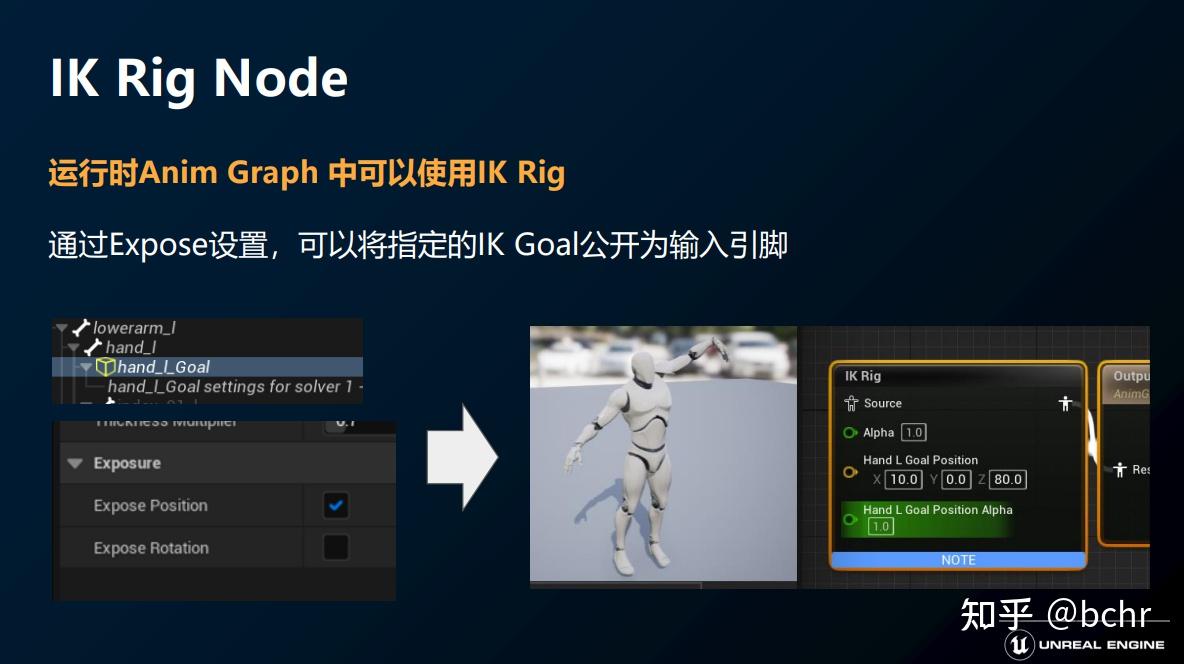 IK Rig Node
运行时Anim Graph 中可以使用IK Rig
通过Expose设置，可以将指定的IK Goal公开为输入引脚
lowerarm_l
hand_l
hand_l_Goal
hand_l_Goal settings for solver 1 -
Thickness Multiplier
0.7
Exposure
Expose Position
Expose Rotation
IK Rig
Source
Alpha 1.0
Hand L Goal Position
X 10.0 Y 0.0 Z 80.0
Hand L Goal Position Alpha
1.0
NOTE
Outpu
AnimG
Res
知乎 @bchr
UNREAL ENGINE